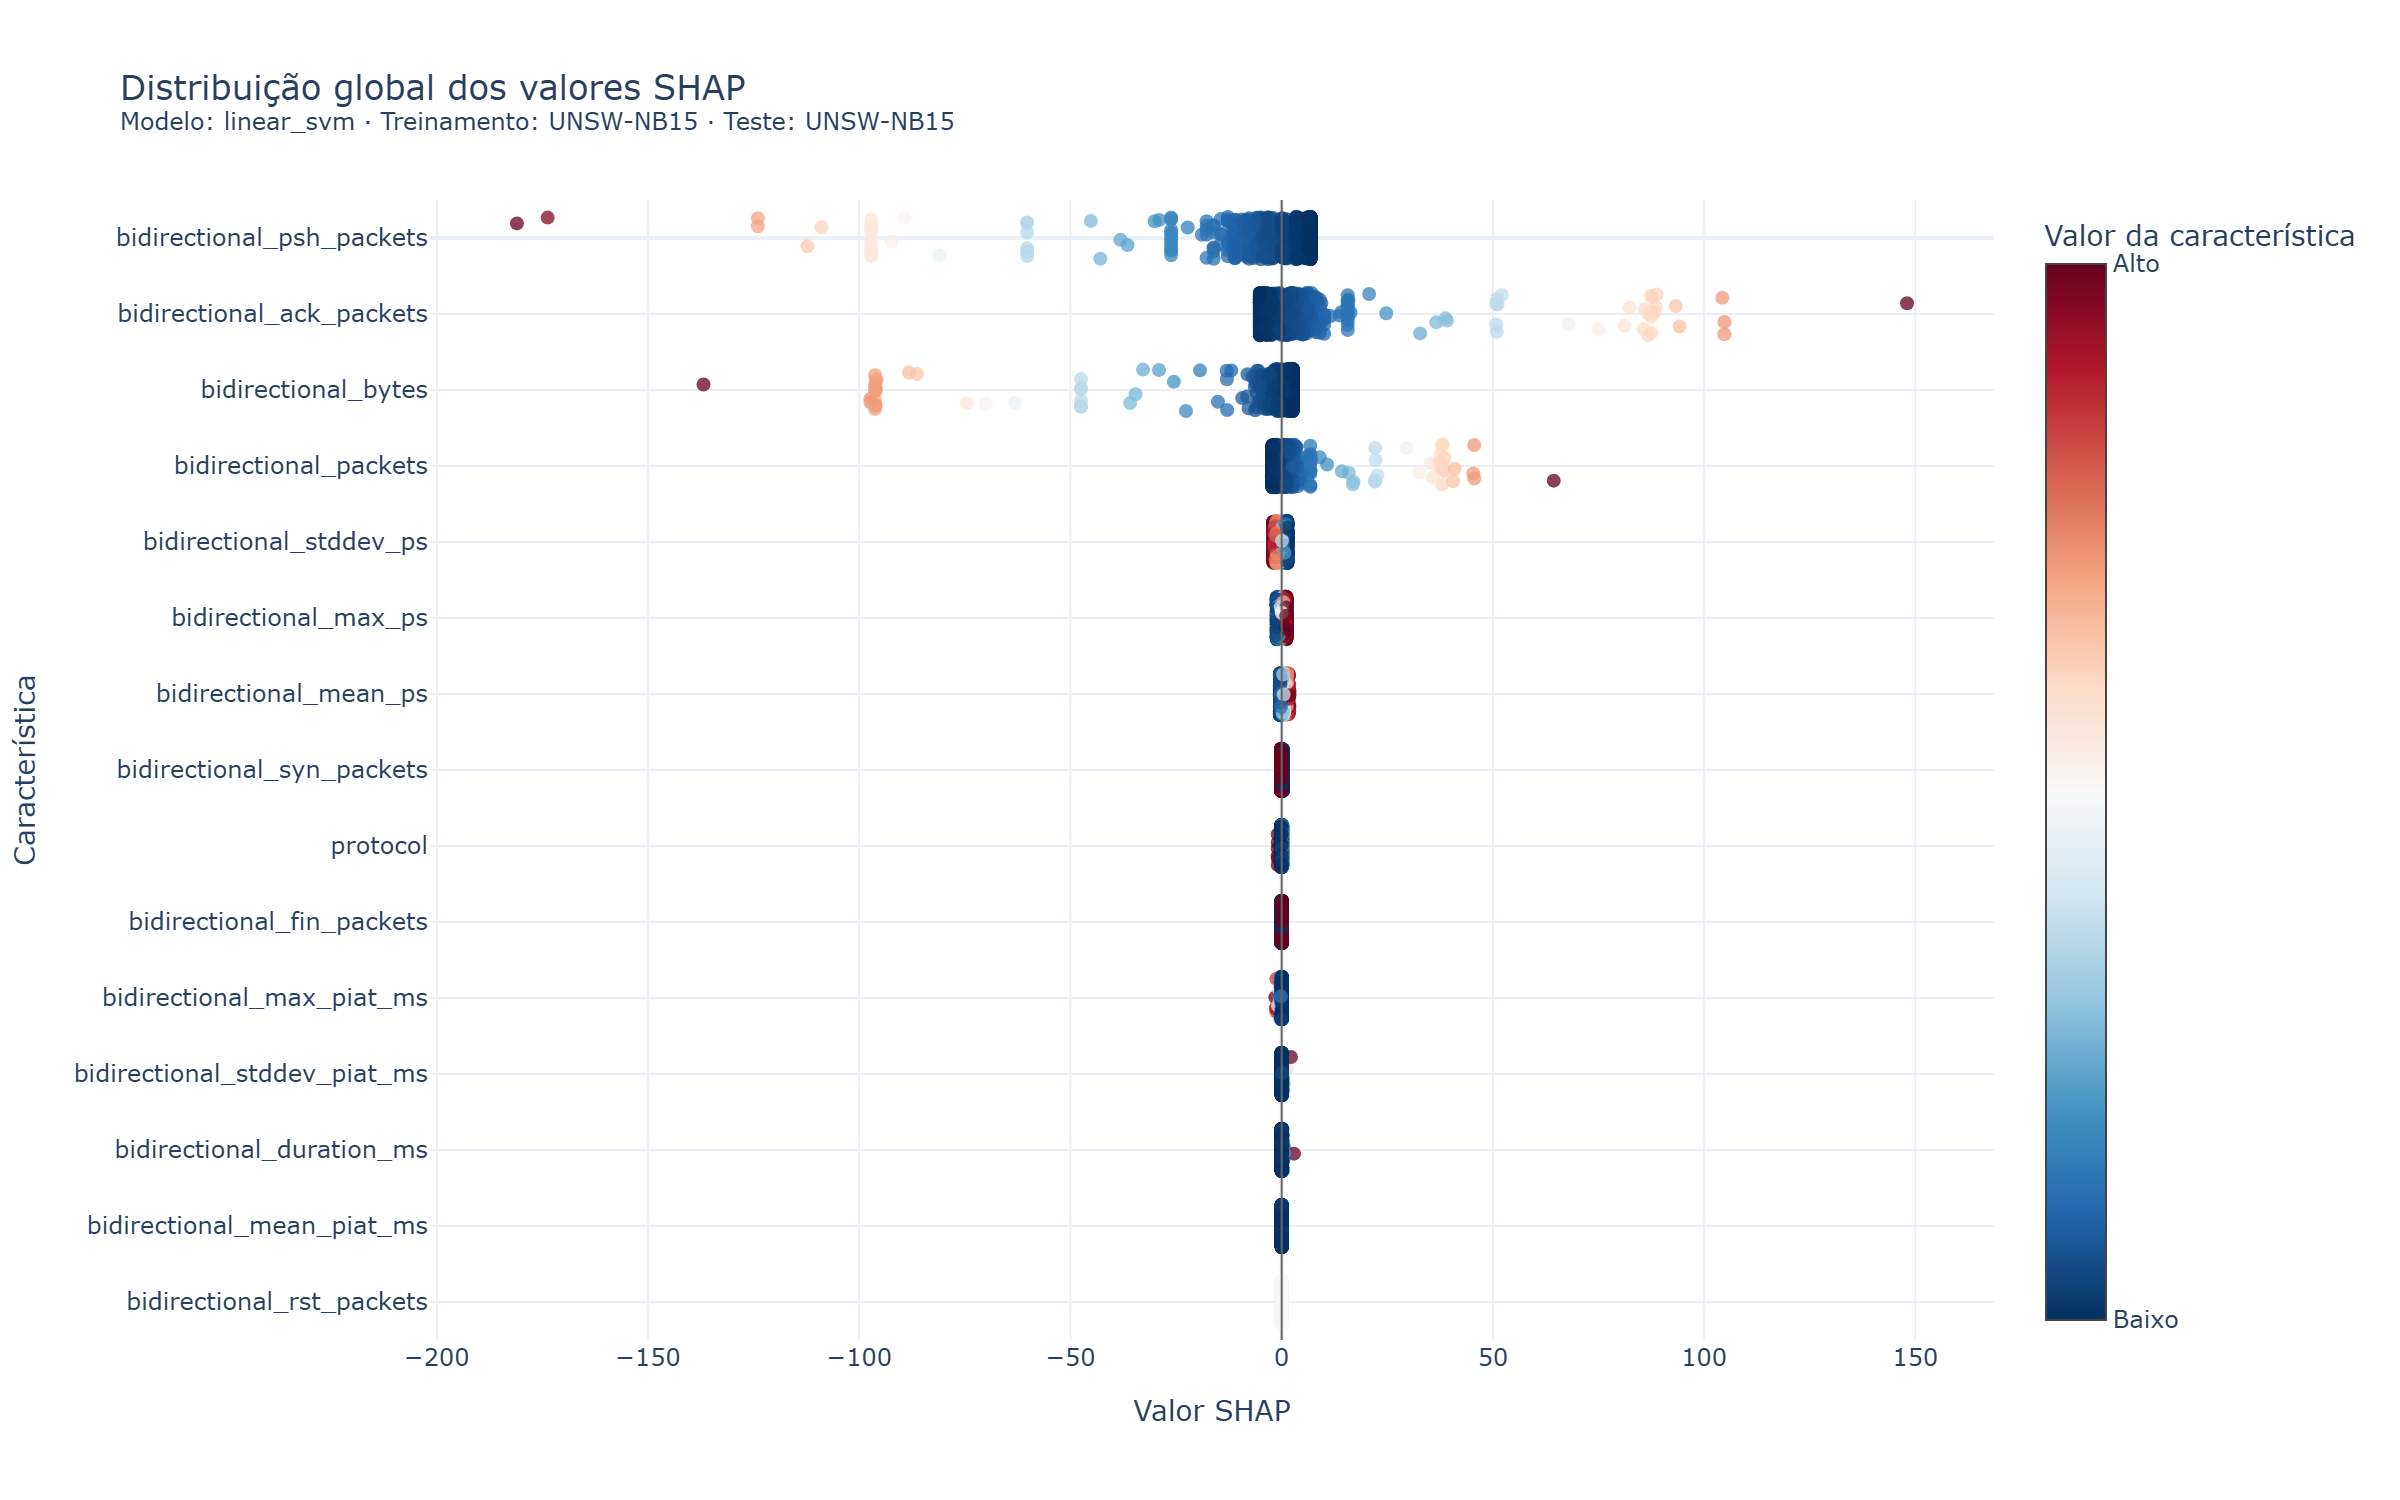 Distribuição global dos valores SHAP
Modelo: linear_svm · Treinamento: UNSW-NB15 · Teste: UNSW-NB15
Valor da característica
Alto
Baixo
Característica
bidirectional_psh_packets
bidirectional_ack_packets
bidirectional_bytes
bidirectional_packets
bidirectional_stddev_ps
bidirectional_max_ps
bidirectional_mean_ps
bidirectional_syn_packets
protocol
bidirectional_fin_packets
bidirectional_max_piat_ms
bidirectional_stddev_piat_ms
bidirectional_duration_ms
bidirectional_mean_piat_ms
bidirectional_rst_packets
−200 −150 −100 −50 0 50 100 150
Valor SHAP